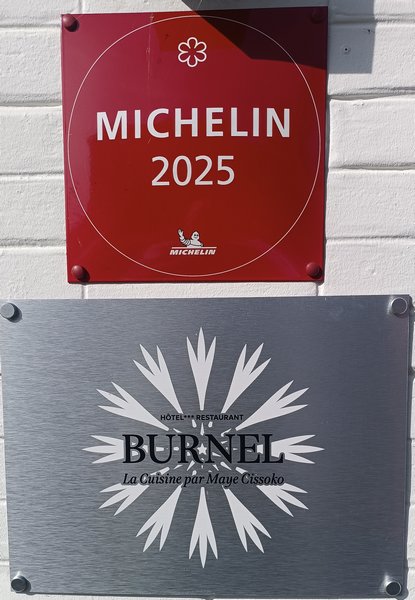 MICHELIN
2025
MICHELIN
HÔTEL*** RESTAURANT
BURNEL
La Cuisine par Maye Cissoko